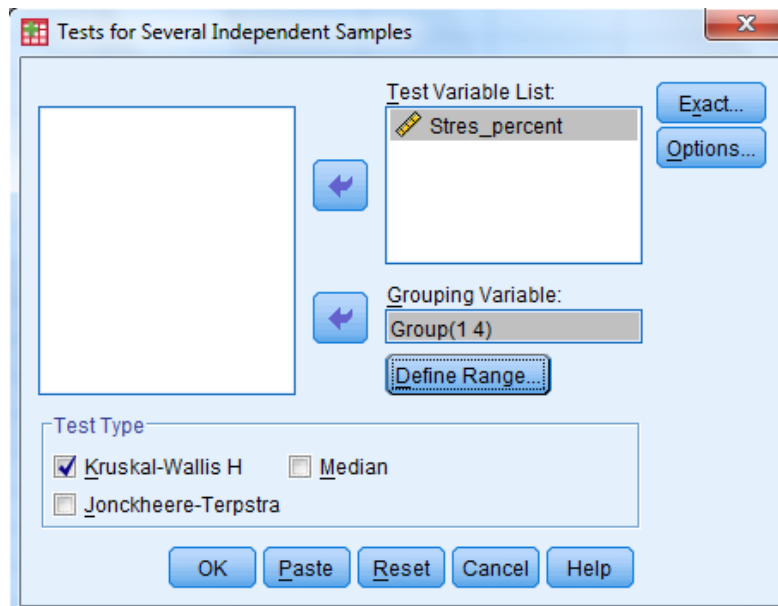 Tests for Several Independent Samples
Test Variable List:
Stres_percent
Exact...
Options...
Grouping Variable:
Group(1 4)
Define Range...
Test Type
Kruskal-Wallis H
Median
Jonckheere-Terpstra
OK
Paste
Reset
Cancel
Help